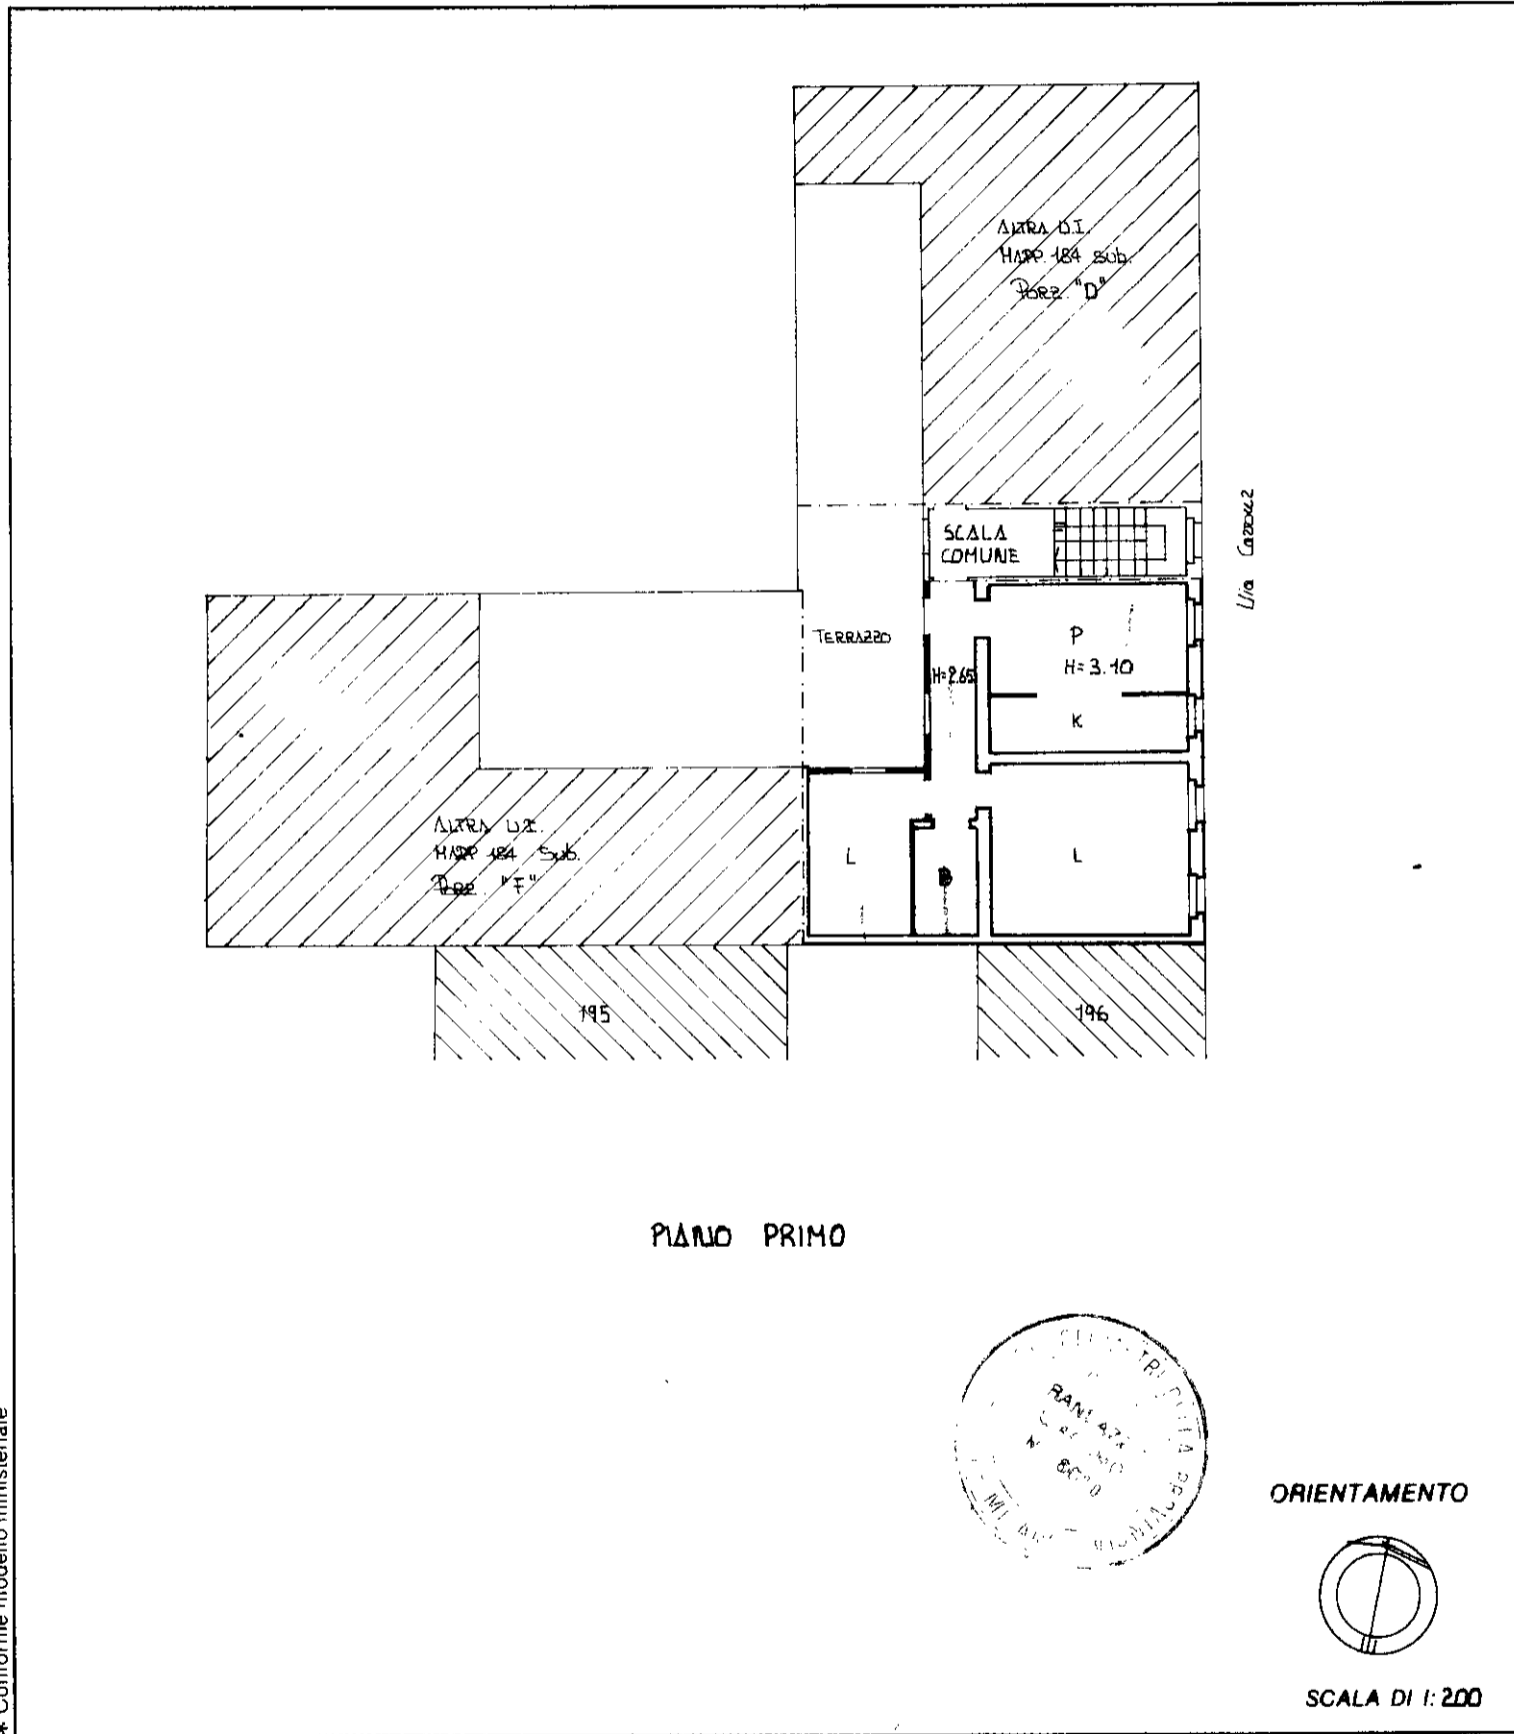 ALTRA U.I.
MAPP. 184 sub.
PORZ. "D"
SCALA
COMUNE
Via
TERRAZZO
P
H=3.10
H=2.65
K
ALTRA U.I.
MAPP 184 Sub.
PORZ. "F"
L
B
L
195
196
PIANO PRIMO
PROVINCIA
ORIENTAMENTO
SCALA DI 1:200
* Conforme modello ministeriale